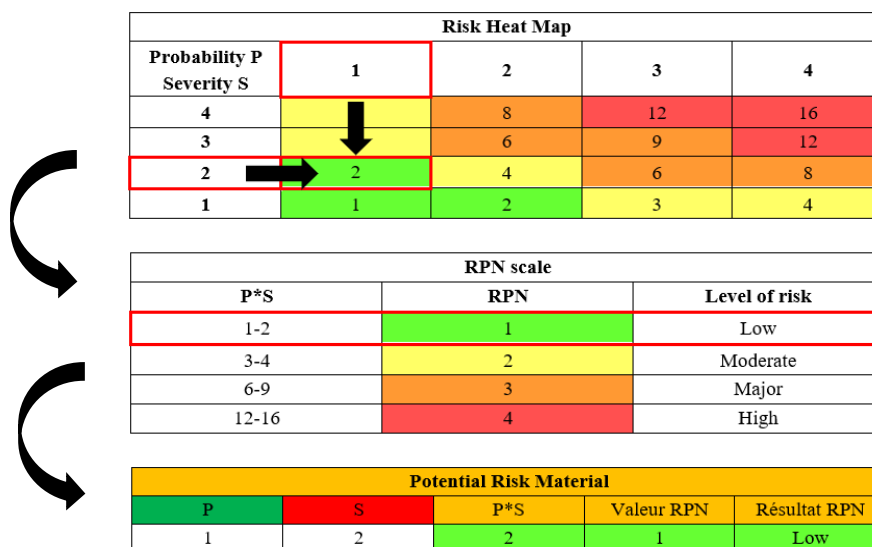 Risk Heat Map
Probability P
Severity S
1 2 3 4
4 8 12 16
3 6 9 12
2 2 4 6 8
1 1 2 3 4
RPN scale
P*S RPN Level of risk
1-2 1 Low
3-4 2 Moderate
6-9 3 Major
12-16 4 High
Potential Risk Material
P S P*S Valeur RPN Résultat RPN
1 2 2 1 Low